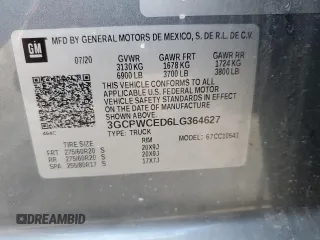 GM
MFD BY GENERAL MOTORS DE MEXICO, S. DE R.L. DE C.V.
07/20 GVWR GAWR FRT GAWR RR
3130 KG 1678 KG 1724 KG
6900 LB 3700 LB 3800 LB
THIS VEHICLE CONFORMS TO ALL APPLICABLE
U.S. FEDERAL MOTOR VEHICLE SAFETY
STANDARDS IN EFFECT ON THE DATE OF
MANUFACTURE SHOWN ABOVE.
3GCPWCED6LG364627
TYPE: TRUCK
TIRE SIZE RIM
FRT 275/60R20 S 20X9J
RR 275/60R20 S 20X9J
SPA 255/80R17 S 17X7J